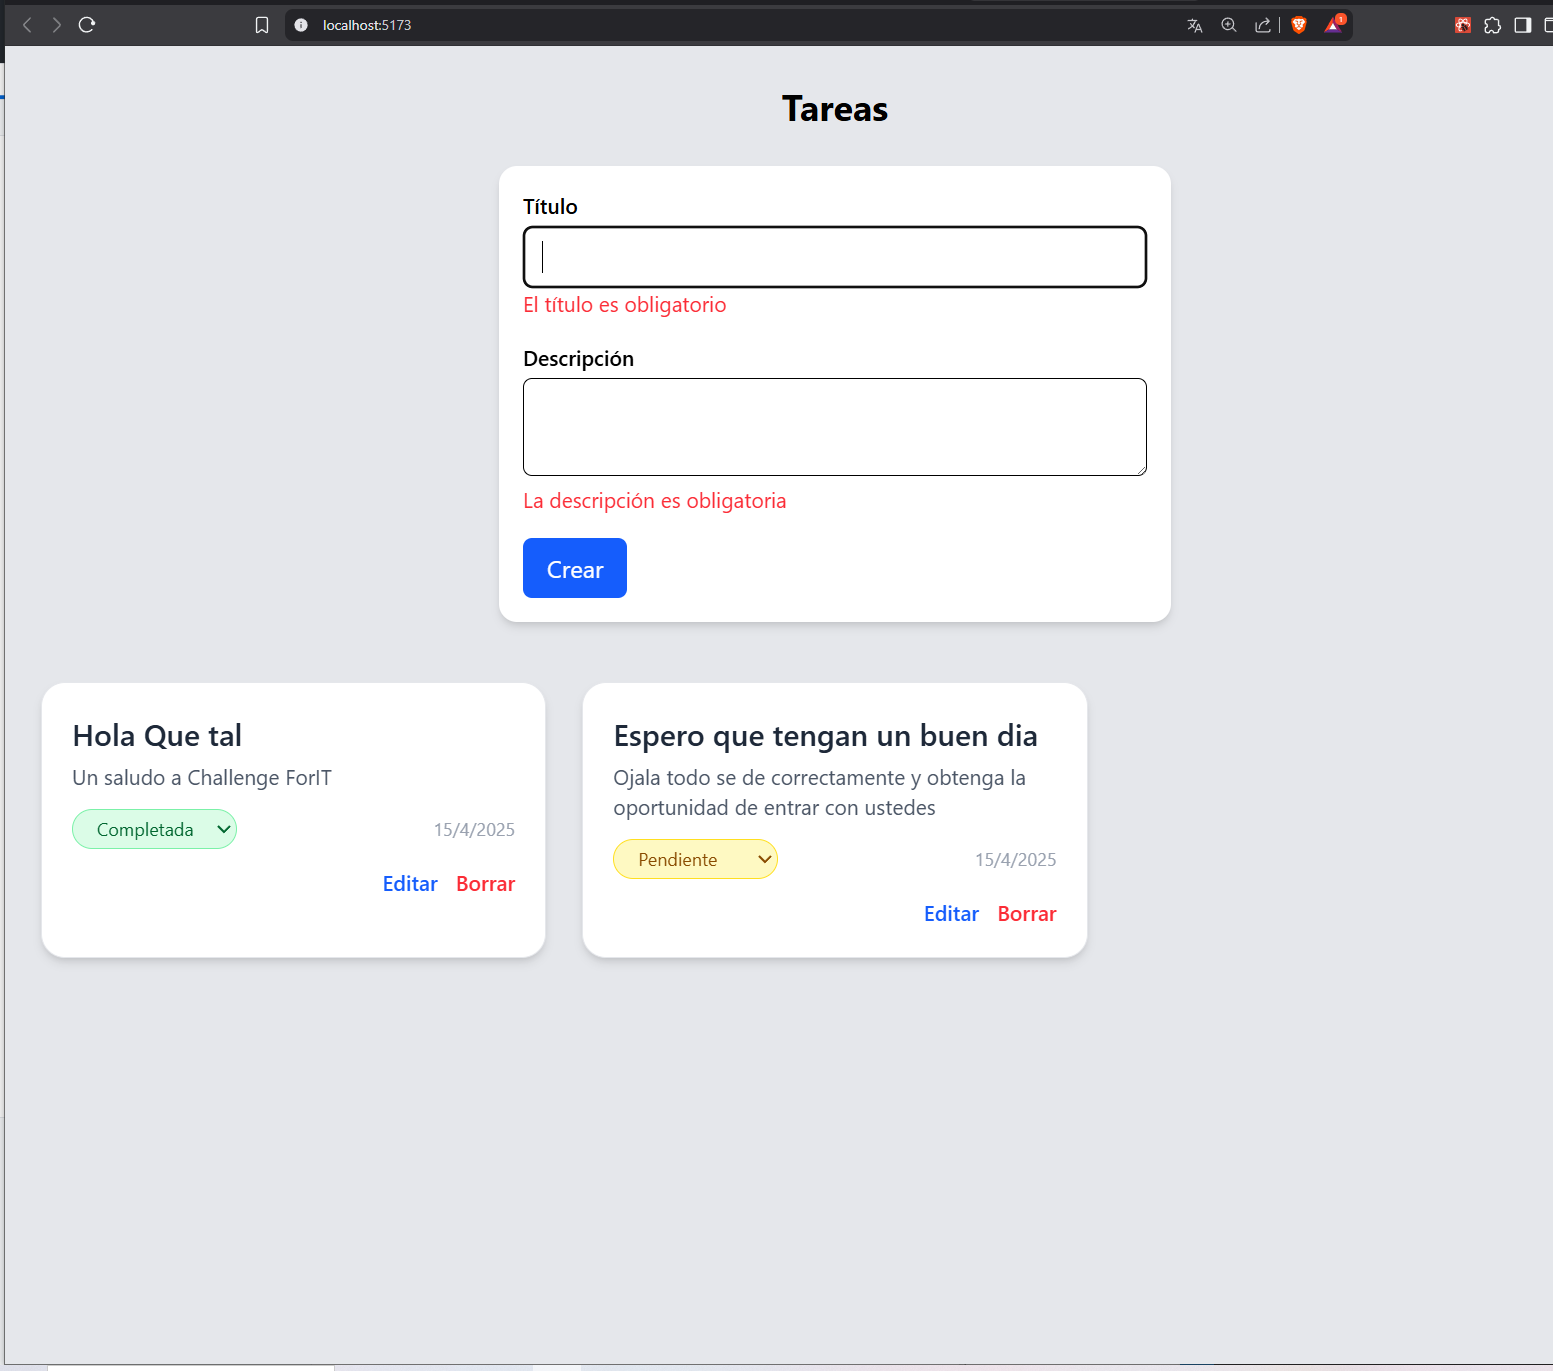 localhost:5173
1
Tareas
Título
El título es obligatorio
Descripción
La descripción es obligatoria
Crear
Hola Que tal
Un saludo a Challenge ForIT
Completada
15/4/2025
Editar Borrar
Espero que tengan un buen dia
Ojala todo se de correctamente y obtenga la
oportunidad de entrar con ustedes
Pendiente
15/4/2025
Editar Borrar